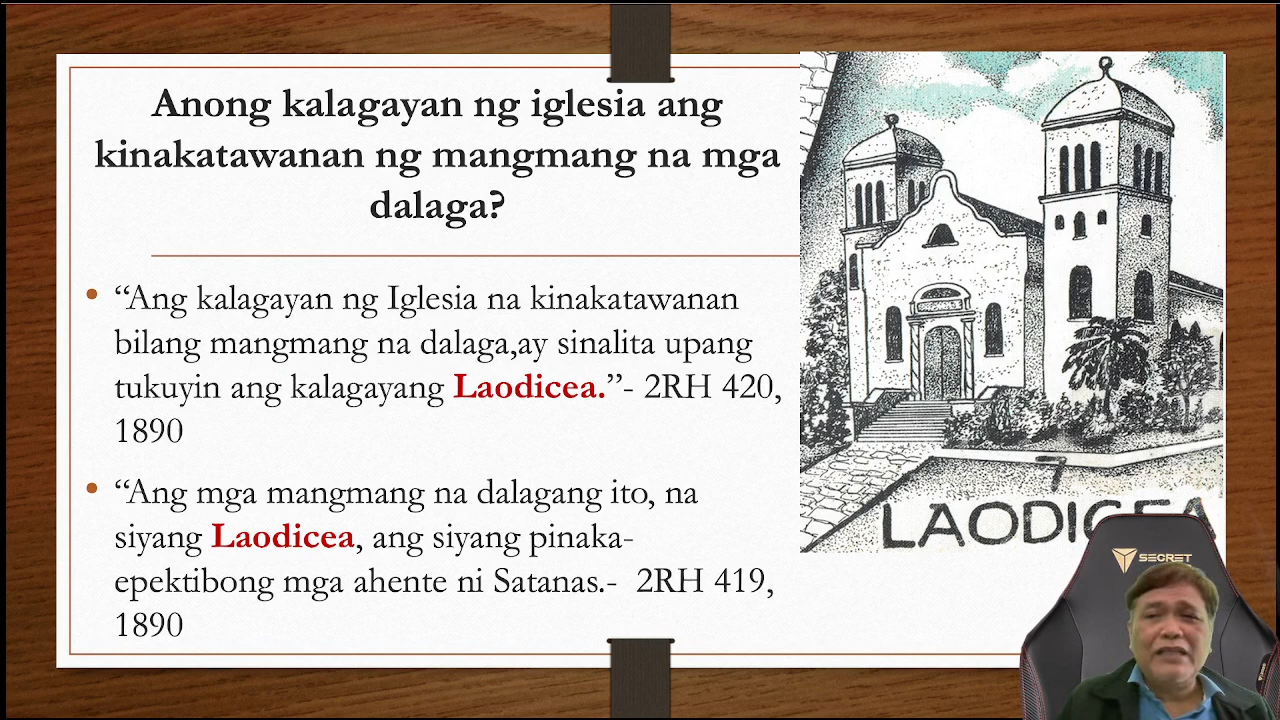 Anong kalagayan ng iglesia ang
kinakatawanan ng mangmang na mga
dalaga?
• “Ang kalagayan ng Iglesia na kinakatawanan
bilang mangmang na dalaga,ay sinalita upang
tukuyin ang kalagayang Laodicea.”- 2RH 420,
1890
• “Ang mga mangmang na dalagang ito, na
siyang Laodicea, ang siyang pinaka-
epektibong mga ahente ni Satanas.- 2RH 419,
1890
7
LAODICEA
SECRET